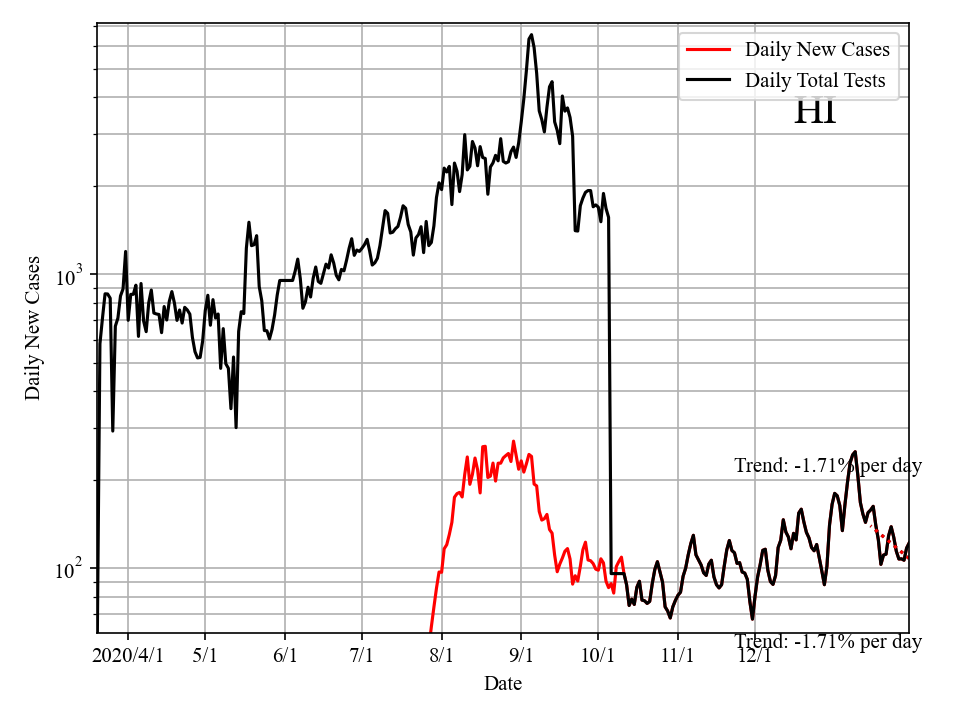 Daily New Cases
Daily Total Tests
HI
Daily New Cases
10³
10²
Trend: -1.71% per day
Trend: -1.71% per day
2020/4/1 5/1 6/1 7/1 8/1 9/1 10/1 11/1 12/1
Date